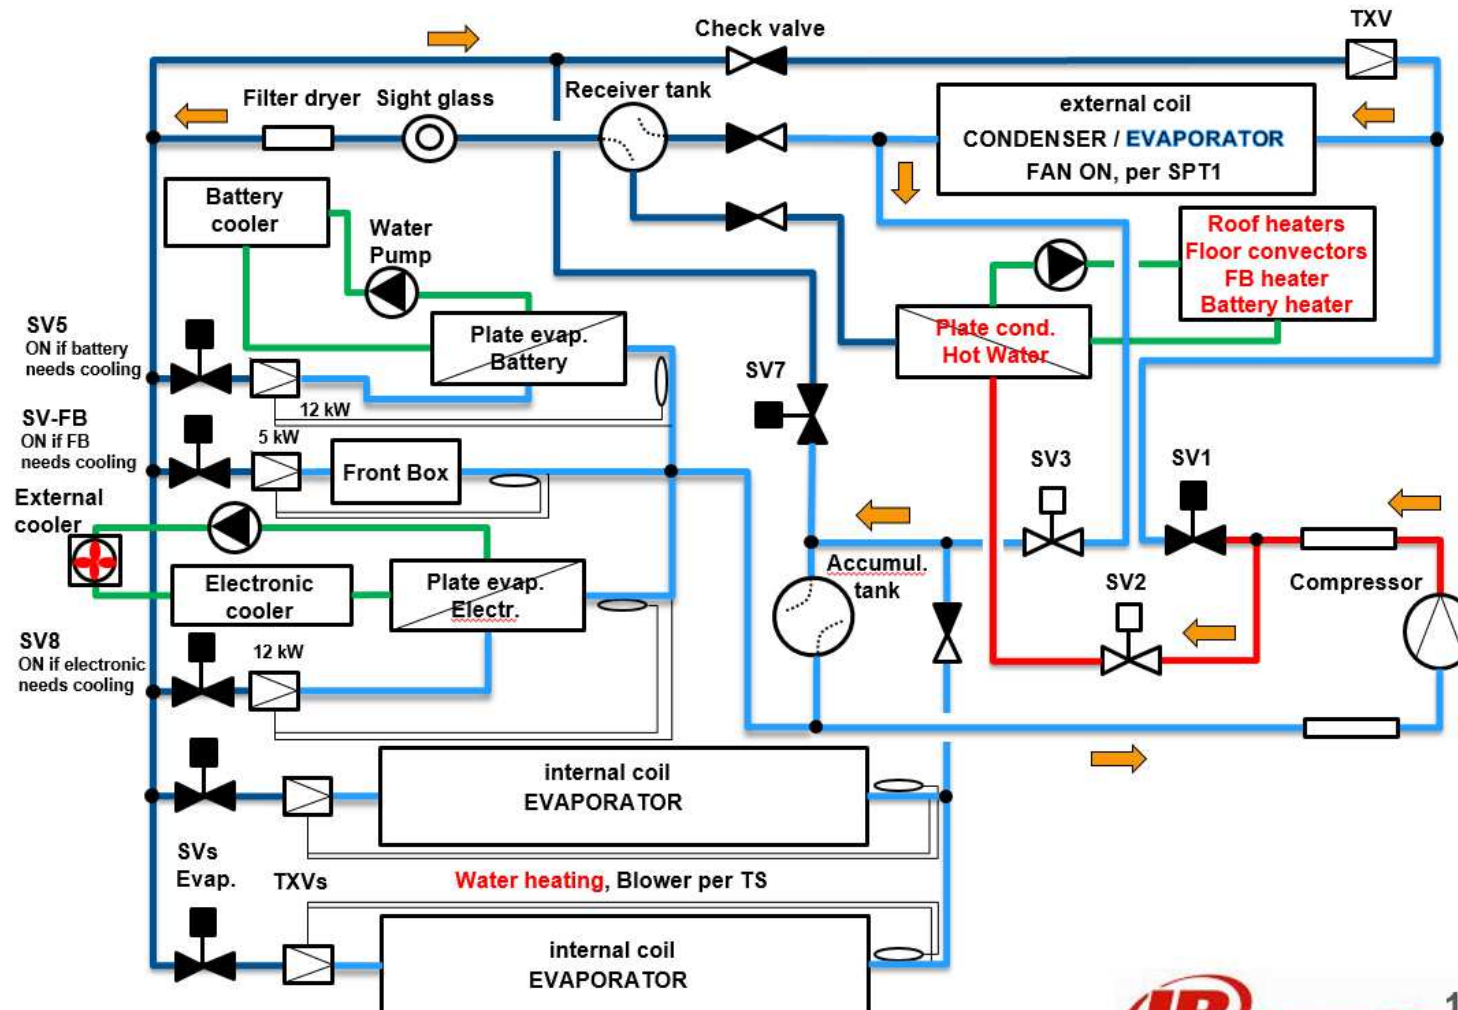 TXV
Check valve
Filter dryer
Sight glass
Receiver tank
external coil
CONDENSER / EVAPORATOR
FAN ON, per SPT1
Battery
cooler
Water
Pump
Roof heaters
Floor convectors
FB heater
Battery heater
SV5
ON if battery
needs cooling
Plate evap.
Battery
Plate cond.
Hot Water
SV7
12 kW
SV-FB
ON if FB
needs cooling
5 kW
Front Box
SV3
SV1
External
cooler
Electronic
cooler
Plate evap.
Electr.
Accumul.
tank
SV2
Compressor
SV8
ON if electronic
needs cooling
12 kW
internal coil
EVAPORATOR
SVs
Evap.
TXVs
Water heating, Blower per TS
internal coil
EVAPORATOR
IR
1